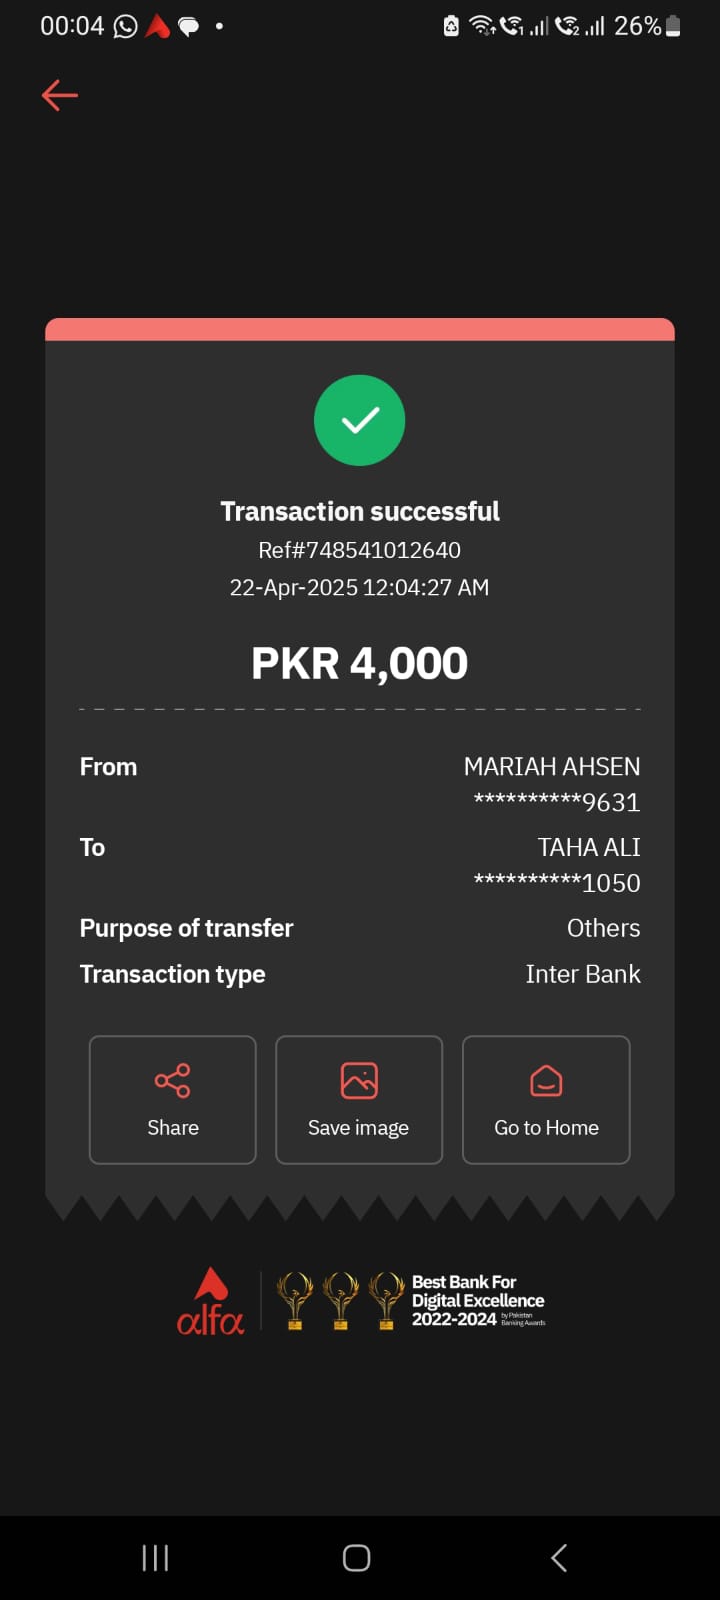 00:04
1
2
26%
Transaction successful
Ref#748541012640
22-Apr-2025 12:04:27 AM
PKR 4,000
From
MARIAH AHSEN
**********9631
To
TAHA ALI
**********1050
Purpose of transfer
Others
Transaction type
Inter Bank
Share
Save image
Go to Home
alfa
Best Bank For
Digital Excellence
2022-2024
by Pakistan
Banking Awards